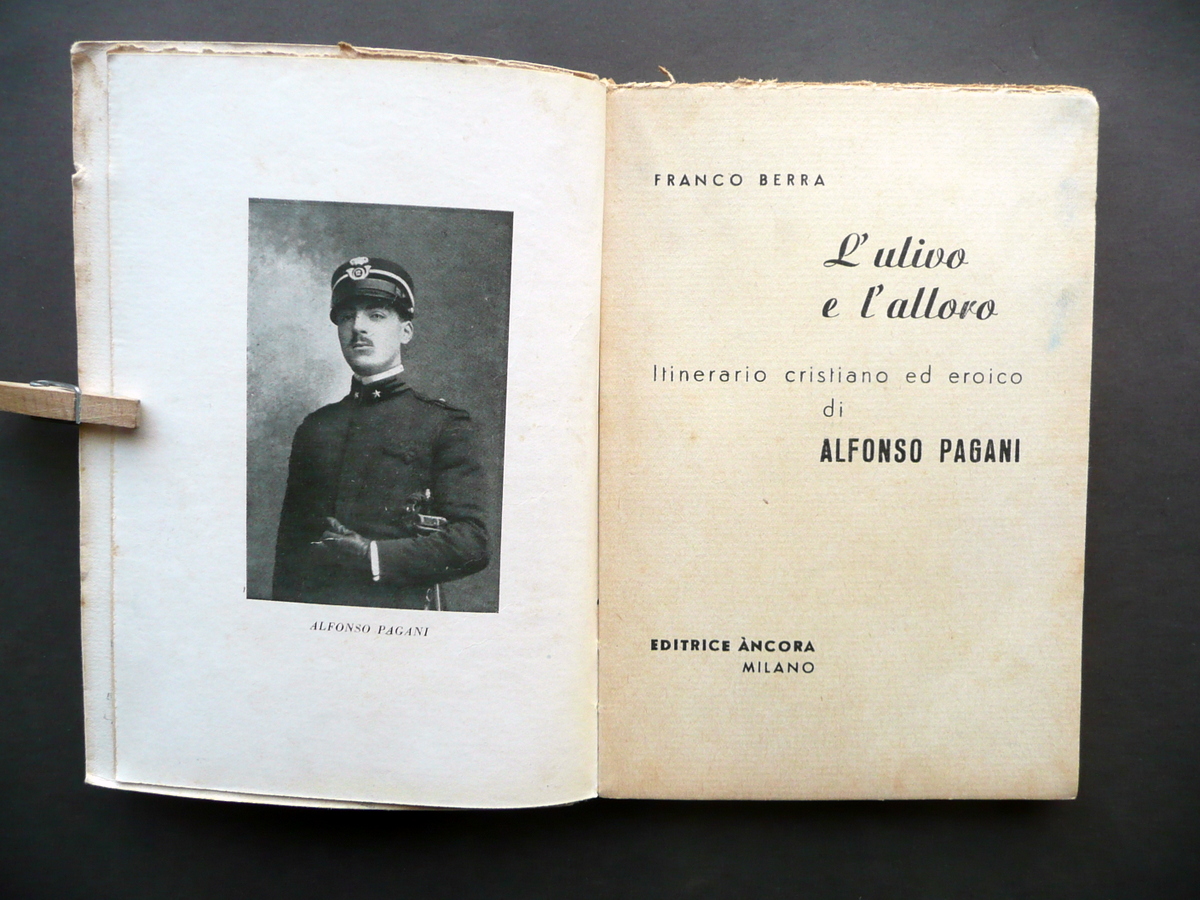 ALFONSO PAGANI
FRANCO BERRA
L'ulivo
e l'alloro
Itinerario cristiano ed eroico
di
ALFONSO PAGANI
EDITRICE ÀNCORA
MILANO